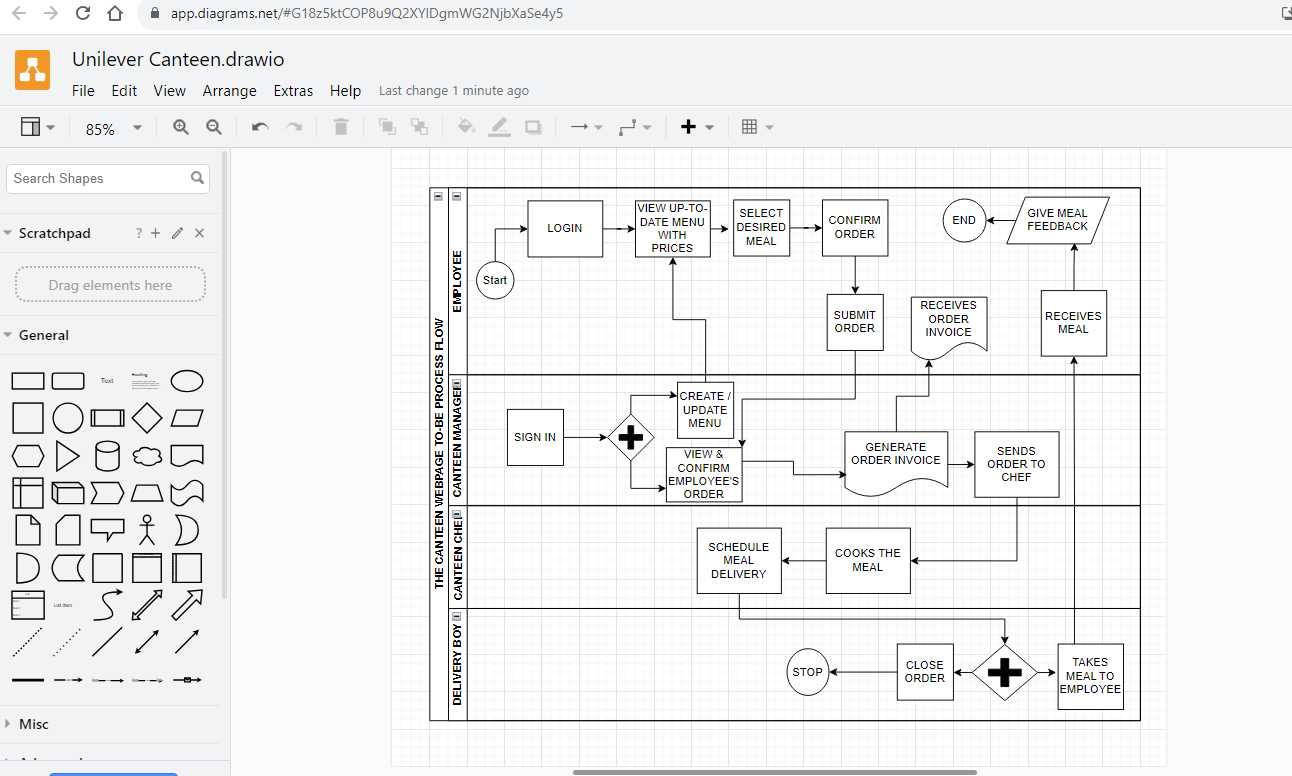 app.diagrams.net/#G18z5ktCOP8u9Q2XYIDgmWG2NjbXaSe4y5
Unilever Canteen.drawio
File Edit View Arrange Extras Help Last change 1 minute ago
85%
Search Shapes
Scratchpad ?
Drag elements here
General
Text
Heading
List Item
Misc
THE CANTEEN WEBPAGE TO-BE PROCESS FLOW
EMPLOYEE
Start
LOGIN
VIEW UP-TO-
DATE MENU
WITH
PRICES
SELECT
DESIRED
MEAL
CONFIRM
ORDER
SUBMIT
ORDER
RECEIVES
ORDER
INVOICE
END
GIVE MEAL
FEEDBACK
RECEIVES
MEAL
CANTEEN MANAGER
SIGN IN
CREATE /
UPDATE
MENU
VIEW &
CONFIRM
EMPLOYEE'S
ORDER
GENERATE
ORDER INVOICE
SENDS
ORDER TO
CHEF
CANTEEN CHEF
SCHEDULE
MEAL
DELIVERY
COOKS THE
MEAL
DELIVERY BOY
STOP
CLOSE
ORDER
TAKES
MEAL TO
EMPLOYEE